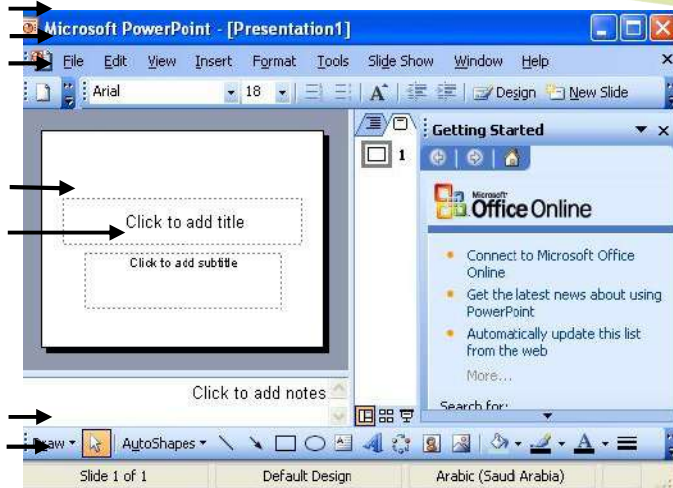 Microsoft PowerPoint - [Presentation1]
File Edit View Insert Format Tools Slide Show Window Help
Arial 18 A Design New Slide
1
Getting Started
Microsoft
Office Online
Click to add title
Click to add subtitle
Connect to Microsoft Office
Online
Get the latest news about using
PowerPoint
Automatically update this list
from the web
More...
Search for:
Click to add notes
Draw AutoShapes A A
Slide 1 of 1 Default Design Arabic (Saudi Arabia)